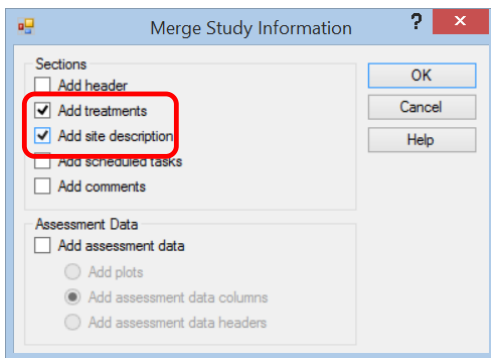 Merge Study Information
?
×
Sections
Add header
Add treatments
Add site description
Add scheduled tasks
Add comments
OK
Cancel
Help
Assessment Data
Add assessment data
Add plots
Add assessment data columns
Add assessment data headers